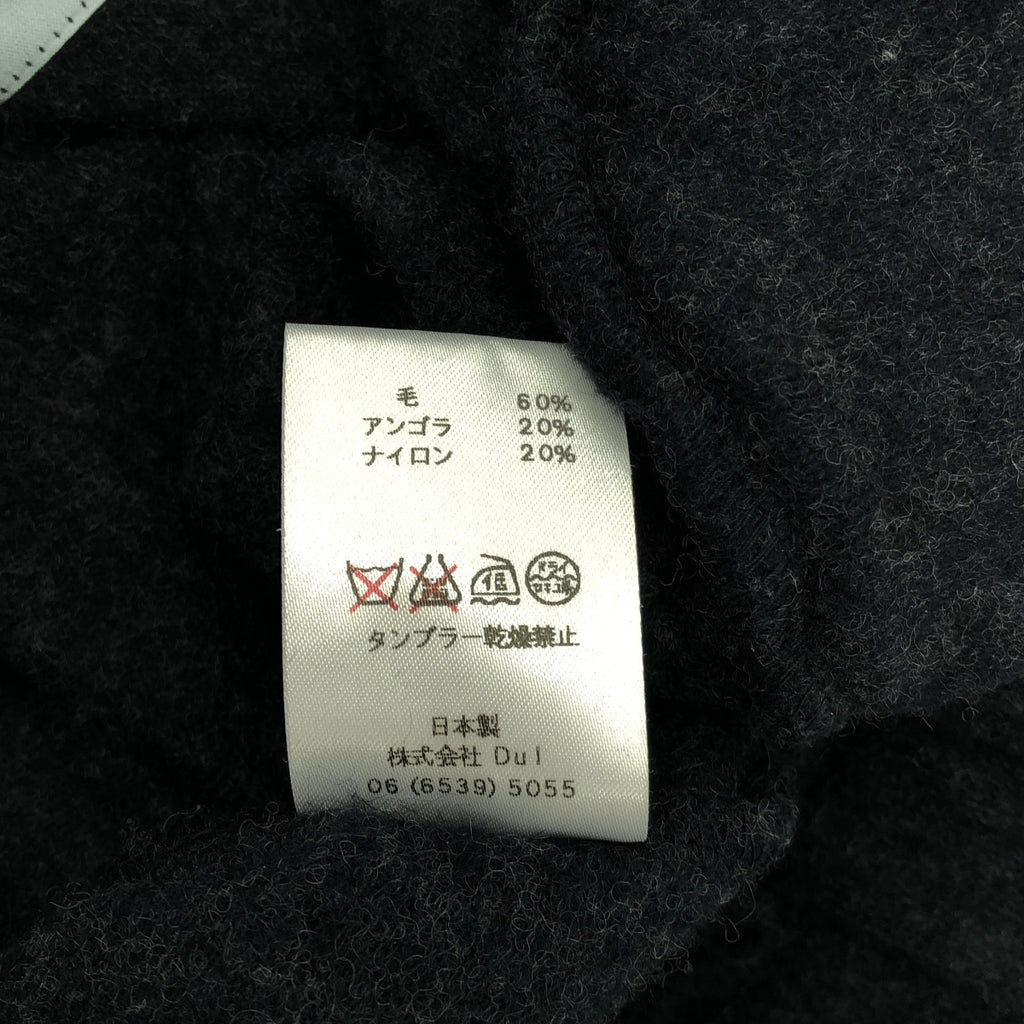 毛 60%
アンゴラ 20%
ナイロン 20%
低 ドライ
タンブラー乾燥禁止
日本製
株式会社 Dul
06 (6539) 5055